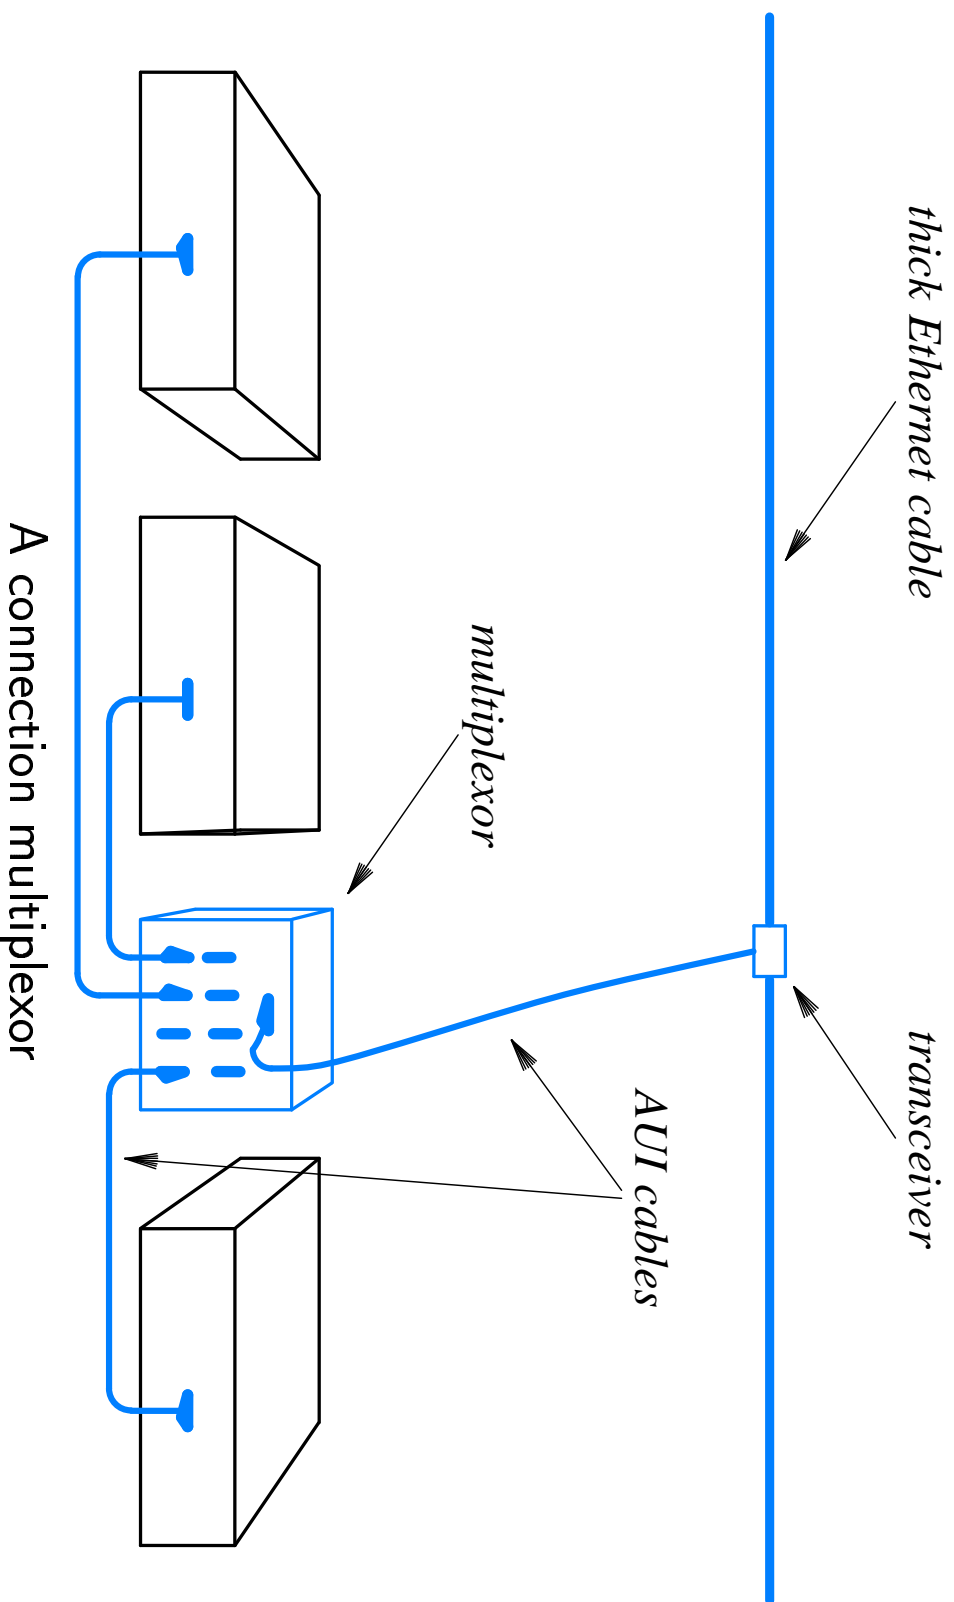 thick Ethernet cable
transceiver
multiplexor
AUI cables
A connection multiplexor